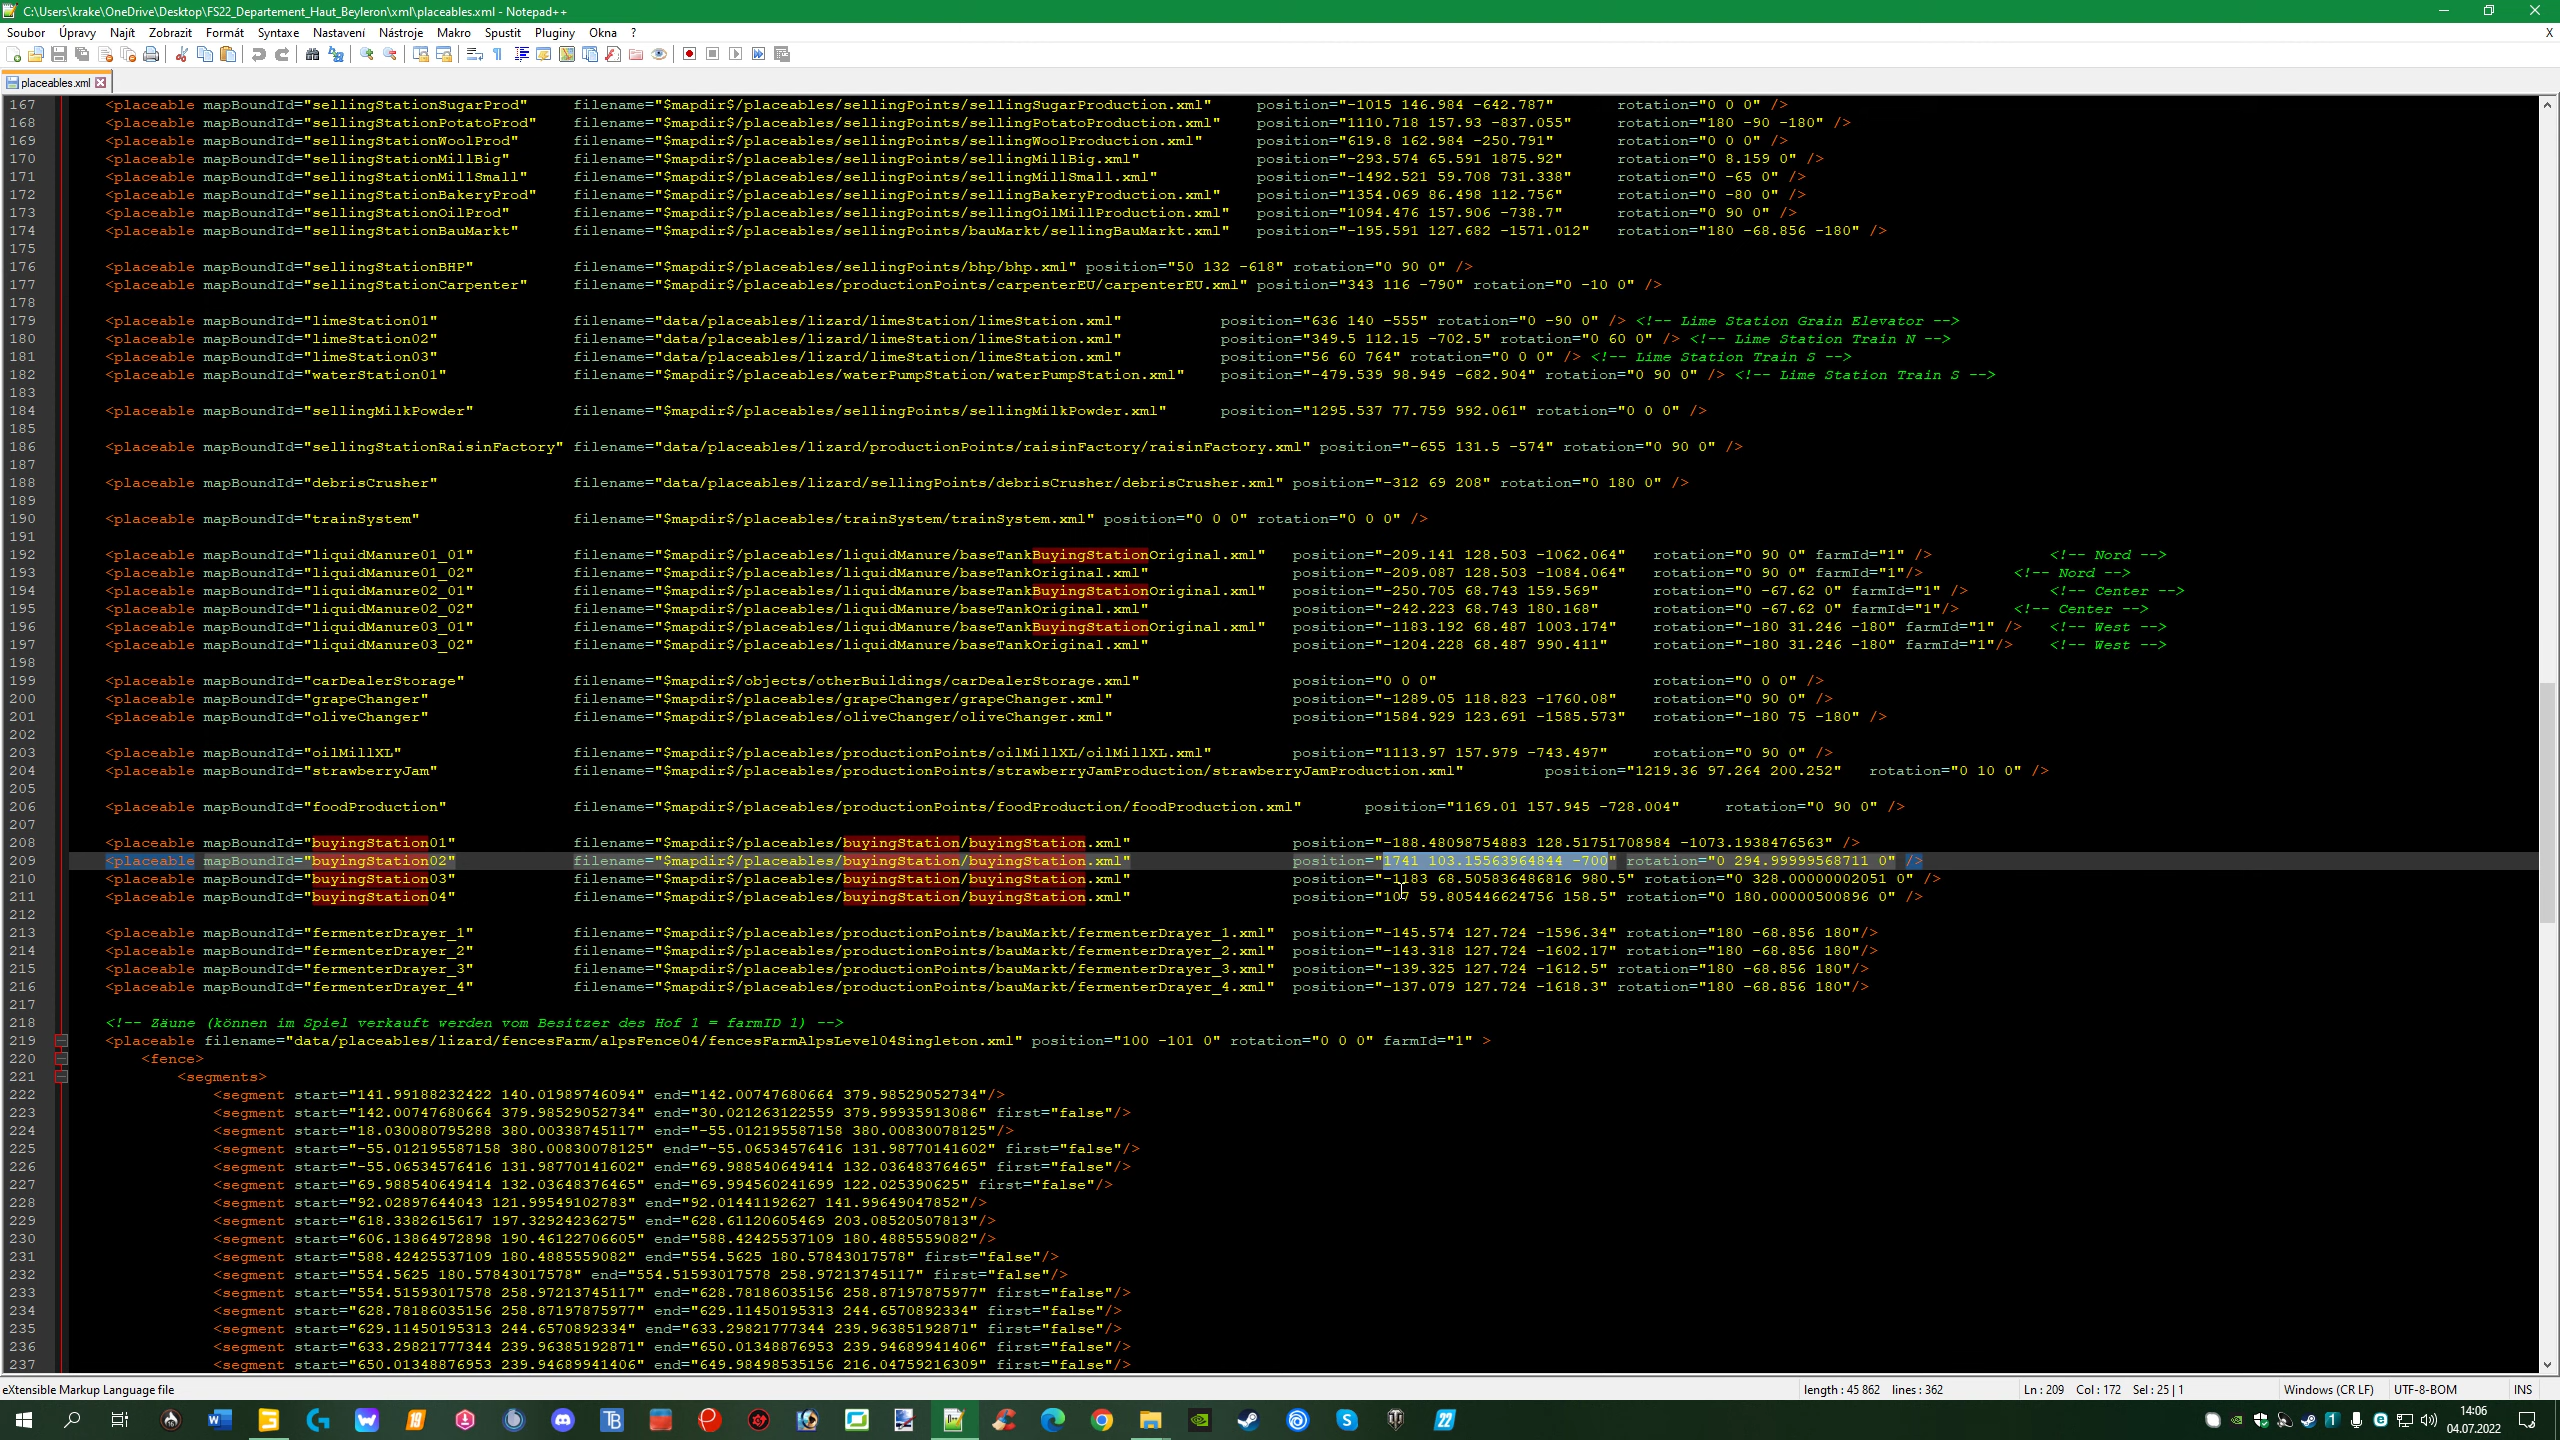 C:\Users\krake\OneDrive\Desktop\FS22_Departement_Haut_Beyleron\xml\placeables.xml - Notepad++
Soubor Úpravy Najít Zobrazit Formát Syntaxe Nastavení Nástroje Makro Spustit Pluginy Okna ? X
placeables.xml
167 <placeable mapBoundId="sellingStationSugarProd" filename="$mapdir$/placeables/sellingPoints/sellingSugarProduction.xml" position="-1015 146.984 -642.787" rotation="0 0 0" />
168 <placeable mapBoundId="sellingStationPotatoProd" filename="$mapdir$/placeables/sellingPoints/sellingPotatoProduction.xml" position="1110.718 157.93 -837.055" rotation="180 -90 -180" />
169 <placeable mapBoundId="sellingStationWoolProd" filename="$mapdir$/placeables/sellingPoints/sellingWoolProduction.xml" position="619.8 162.984 -250.791" rotation="0 0 0" />
170 <placeable mapBoundId="sellingStationMillBig" filename="$mapdir$/placeables/sellingPoints/sellingMillBig.xml" position="-293.574 65.591 1875.92" rotation="0 8.159 0" />
171 <placeable mapBoundId="sellingStationMillSmall" filename="$mapdir$/placeables/sellingPoints/sellingMillSmall.xml" position="-1492.521 59.708 731.338" rotation="0 -65 0" />
172 <placeable mapBoundId="sellingStationBakeryProd" filename="$mapdir$/placeables/sellingPoints/sellingBakeryProduction.xml" position="1354.069 86.498 112.756" rotation="0 -80 0" />
173 <placeable mapBoundId="sellingStationOilProd" filename="$mapdir$/placeables/sellingPoints/sellingOilMillProduction.xml" position="1094.476 157.906 -738.7" rotation="0 90 0" />
174 <placeable mapBoundId="sellingStationBauMarkt" filename="$mapdir$/placeables/sellingPoints/bauMarkt/sellingBauMarkt.xml" position="-195.591 127.682 -1571.012" rotation="180 -68.856 -180" />
175
176 <placeable mapBoundId="sellingStationBHP" filename="$mapdir$/placeables/sellingPoints/bhp/bhp.xml" position="50 132 -618" rotation="0 90 0" />
177 <placeable mapBoundId="sellingStationCarpenter" filename="$mapdir$/placeables/productionPoints/carpenterEU/carpenterEU.xml" position="343 116 -790" rotation="0 -10 0" />
178
179 <placeable mapBoundId="limeStation01" filename="data/placeables/lizard/limeStation/limeStation.xml" position="636 140 -555" rotation="0 -90 0" /> <!-- Lime Station Grain Elevator -->
180 <placeable mapBoundId="limeStation02" filename="data/placeables/lizard/limeStation/limeStation.xml" position="349.5 112.15 -702.5" rotation="0 60 0" /> <!-- Lime Station Train N -->
181 <placeable mapBoundId="limeStation03" filename="data/placeables/lizard/limeStation/limeStation.xml" position="56 60 764" rotation="0 0 0" /> <!-- Lime Station Train S -->
182 <placeable mapBoundId="waterStation01" filename="$mapdir$/placeables/waterPumpStation/waterPumpStation.xml" position="-479.539 98.949 -682.904" rotation="0 90 0" /> <!-- Lime Station Train S -->
183
184 <placeable mapBoundId="sellingMilkPowder" filename="$mapdir$/placeables/sellingPoints/sellingMilkPowder.xml" position="1295.537 77.759 992.061" rotation="0 0 0" />
185
186 <placeable mapBoundId="sellingStationRaisinFactory" filename="data/placeables/lizard/productionPoints/raisinFactory/raisinFactory.xml" position="-655 131.5 -574" rotation="0 90 0" />
187
188 <placeable mapBoundId="debrisCrusher" filename="data/placeables/lizard/sellingPoints/debrisCrusher/debrisCrusher.xml" position="-312 69 208" rotation="0 180 0" />
189
190 <placeable mapBoundId="trainSystem" filename="$mapdir$/placeables/trainSystem/trainSystem.xml" position="0 0 0" rotation="0 0 0" />
191
192 <placeable mapBoundId="liquidManure01_01" filename="$mapdir$/placeables/liquidManure/baseTankBuyingStationOriginal.xml" position="-209.141 128.503 -1062.064" rotation="0 90 0" farmId="1" /> <!-- Nord -->
193 <placeable mapBoundId="liquidManure01_02" filename="$mapdir$/placeables/liquidManure/baseTankOriginal.xml" position="-209.087 128.503 -1084.064" rotation="0 90 0" farmId="1"/> <!-- Nord -->
194 <placeable mapBoundId="liquidManure02_01" filename="$mapdir$/placeables/liquidManure/baseTankBuyingStationOriginal.xml" position="-250.705 68.743 159.569" rotation="0 -67.62 0" farmId="1" /> <!-- Center -->
195 <placeable mapBoundId="liquidManure02_02" filename="$mapdir$/placeables/liquidManure/baseTankOriginal.xml" position="-242.223 68.743 180.168" rotation="0 -67.62 0" farmId="1"/> <!-- Center -->
196 <placeable mapBoundId="liquidManure03_01" filename="$mapdir$/placeables/liquidManure/baseTankBuyingStationOriginal.xml" position="-1183.192 68.487 1003.174" rotation="-180 31.246 -180" farmId="1" /> <!-- West -->
197 <placeable mapBoundId="liquidManure03_02" filename="$mapdir$/placeables/liquidManure/baseTankOriginal.xml" position="-1204.228 68.487 990.411" rotation="-180 31.246 -180" farmId="1"/> <!-- West -->
198
199 <placeable mapBoundId="carDealerStorage" filename="$mapdir$/objects/otherBuildings/carDealerStorage.xml" position="0 0 0" rotation="0 0 0" />
200 <placeable mapBoundId="grapeChanger" filename="$mapdir$/placeables/grapeChanger/grapeChanger.xml" position="-1289.05 118.823 -1760.08" rotation="0 90 0" />
201 <placeable mapBoundId="oliveChanger" filename="$mapdir$/placeables/oliveChanger/oliveChanger.xml" position="1584.929 123.691 -1585.573" rotation="-180 75 -180" />
202
203 <placeable mapBoundId="oilMillXL" filename="$mapdir$/placeables/productionPoints/oilMillXL/oilMillXL.xml" position="1113.97 157.979 -743.497" rotation="0 90 0" />
204 <placeable mapBoundId="strawberryJam" filename="$mapdir$/placeables/productionPoints/strawberryJamProduction/strawberryJamProduction.xml" position="1219.36 97.264 200.252" rotation="0 10 0" />
205
206 <placeable mapBoundId="foodProduction" filename="$mapdir$/placeables/productionPoints/foodProduction/foodProduction.xml" position="1169.01 157.945 -728.004" rotation="0 90 0" />
207
208 <placeable mapBoundId="buyingStation01" filename="$mapdir$/placeables/buyingStation/buyingStation.xml" position="-188.48098754883 128.51751708984 -1073.1938476563" />
209 <placeable mapBoundId="buyingStation02" filename="$mapdir$/placeables/buyingStation/buyingStation.xml" position="1741 103.15563964844 -700" rotation="0 294.99999568711 0" />
210 <placeable mapBoundId="buyingStation03" filename="$mapdir$/placeables/buyingStation/buyingStation.xml" position="-1183 68.505836486816 980.5" rotation="0 328.00000002051 0" />
211 <placeable mapBoundId="buyingStation04" filename="$mapdir$/placeables/buyingStation/buyingStation.xml" position="107 59.805446624756 158.5" rotation="0 180.00000500896 0" />
212
213 <placeable mapBoundId="fermenterDrayer_1" filename="$mapdir$/placeables/productionPoints/bauMarkt/fermenterDrayer_1.xml" position="-145.574 127.724 -1596.34" rotation="180 -68.856 180"/>
214 <placeable mapBoundId="fermenterDrayer_2" filename="$mapdir$/placeables/productionPoints/bauMarkt/fermenterDrayer_2.xml" position="-143.318 127.724 -1602.17" rotation="180 -68.856 180"/>
215 <placeable mapBoundId="fermenterDrayer_3" filename="$mapdir$/placeables/productionPoints/bauMarkt/fermenterDrayer_3.xml" position="-139.325 127.724 -1612.5" rotation="180 -68.856 180"/>
216 <placeable mapBoundId="fermenterDrayer_4" filename="$mapdir$/placeables/productionPoints/bauMarkt/fermenterDrayer_4.xml" position="-137.079 127.724 -1618.3" rotation="180 -68.856 180"/>
217
218 <!-- Zäune (können im Spiel verkauft werden vom Besitzer des Hof 1 = farmID 1) -->
219 <placeable filename="data/placeables/lizard/fencesFarm/alpsFence04/fencesFarmAlpsLevel04Singleton.xml" position="100 -101 0" rotation="0 0 0" farmId="1" >
220 <fence>
221 <segments>
222 <segment start="141.99188232422 140.01989746094" end="142.00747680664 379.98529052734"/>
223 <segment start="142.00747680664 379.98529052734" end="30.021263122559 379.99935913086" first="false"/>
224 <segment start="18.030080795288 380.00338745117" end="-55.012195587158 380.00830078125"/>
225 <segment start="-55.012195587158 380.00830078125" end="-55.06534576416 131.98770141602" first="false"/>
226 <segment start="-55.06534576416 131.98770141602" end="69.988540649414 132.03648376465" first="false"/>
227 <segment start="69.988540649414 132.03648376465" end="69.994560241699 122.025390625" first="false"/>
228 <segment start="92.02897644043 121.99549102783" end="92.01441192627 141.99649047852"/>
229 <segment start="618.3382615617 197.32924236275" end="628.61120605469 203.08520507813"/>
230 <segment start="606.13864972898 190.46122706605" end="588.42425537109 180.4885559082"/>
231 <segment start="588.42425537109 180.4885559082" end="554.5625 180.57843017578" first="false"/>
232 <segment start="554.5625 180.57843017578" end="554.51593017578 258.97213745117" first="false"/>
233 <segment start="554.51593017578 258.97213745117" end="628.78186035156 258.87197875977" first="false"/>
234 <segment start="628.78186035156 258.87197875977" end="629.11450195313 244.6570892334" first="false"/>
235 <segment start="629.11450195313 244.6570892334" end="633.29821777344 239.96385192871" first="false"/>
236 <segment start="633.29821777344 239.96385192871" end="650.01348876953 239.94689941406" first="false"/>
237 <segment start="650.01348876953 239.94689941406" end="649.98498535156 216.04759216309" first="false"/>
eXtensible Markup Language file length : 45 862 lines : 362 Ln : 209 Col : 172 Sel : 25 | 1 Windows (CR LF) UTF-8-BOM INS
14:06
04.07.2022